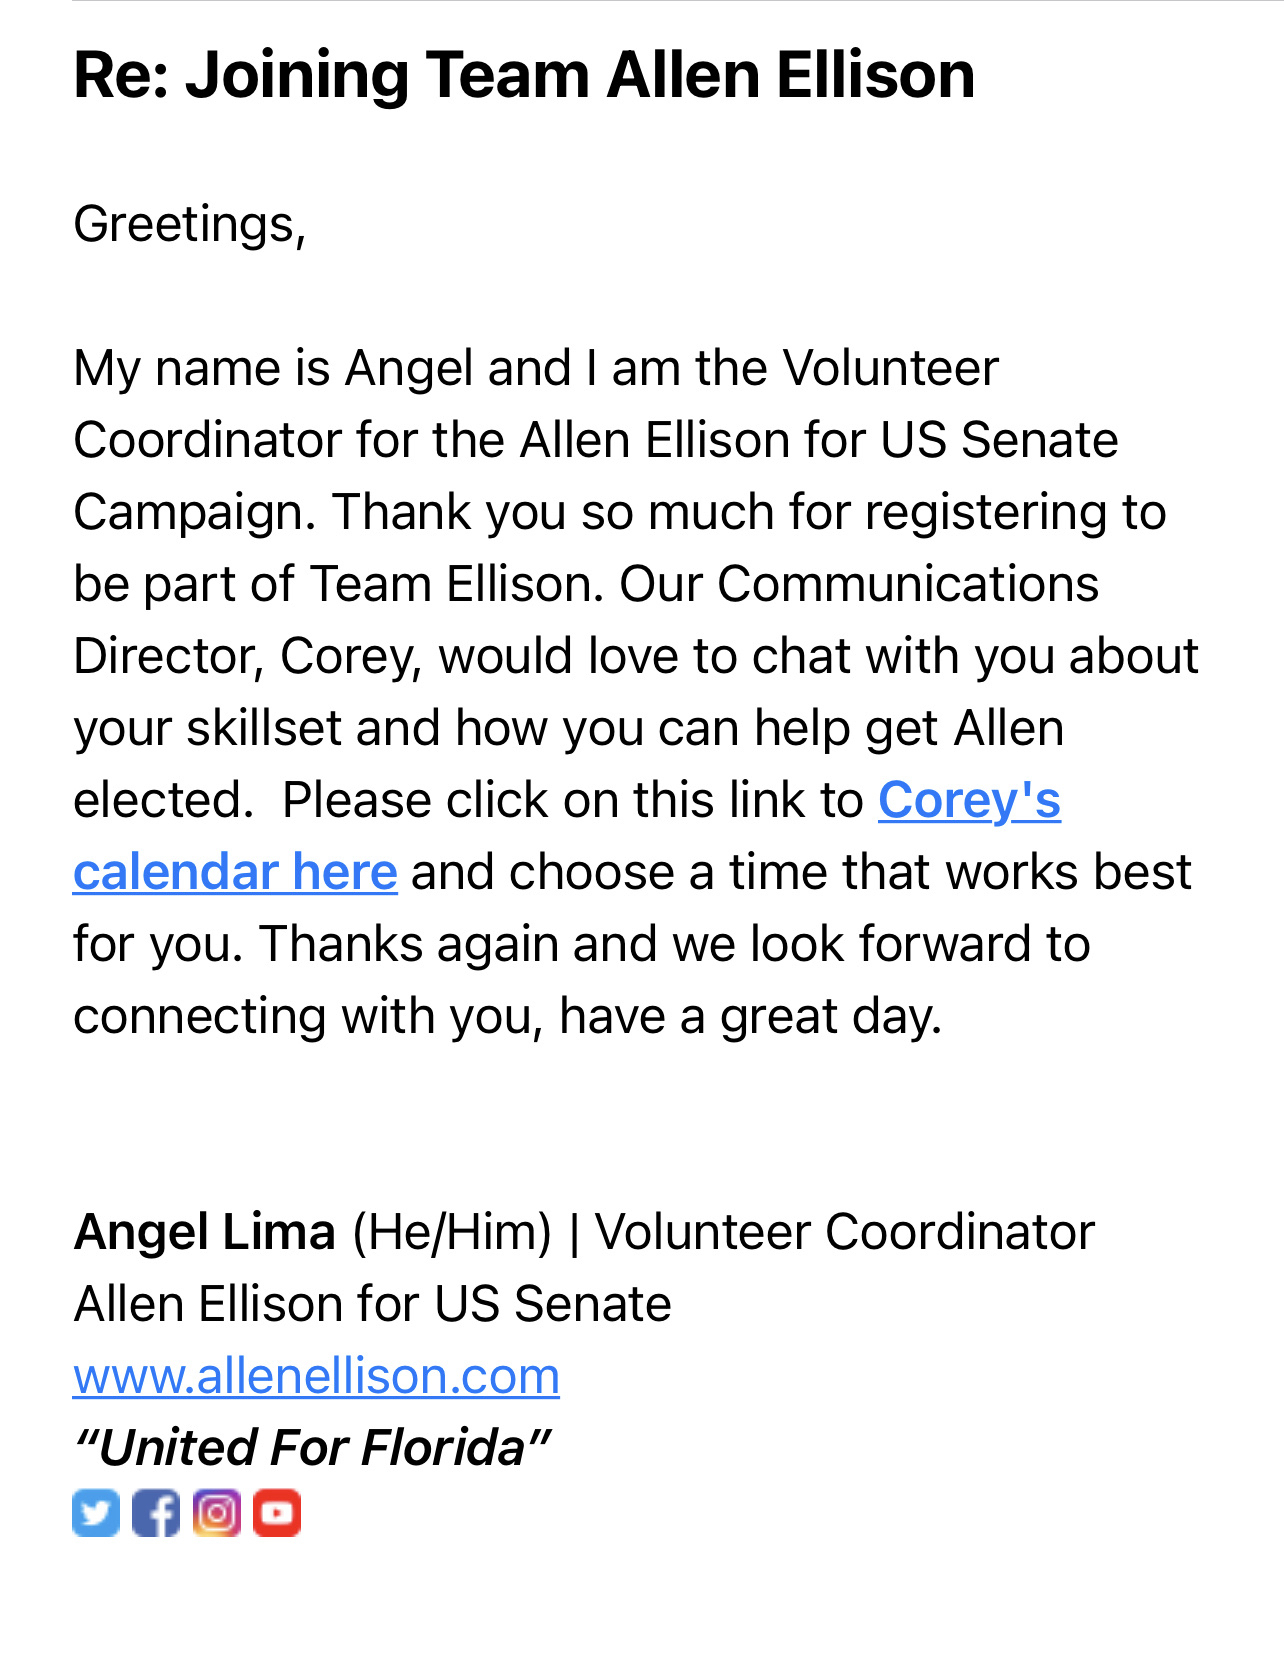 Re: Joining Team Allen Ellison
Greetings,
My name is Angel and I am the Volunteer
Coordinator for the Allen Ellison for US Senate
Campaign. Thank you so much for registering to
be part of Team Ellison. Our Communications
Director, Corey, would love to chat with you about
your skillset and how you can help get Allen
elected.  Please click on this link to Corey's
calendar here and choose a time that works best
for you. Thanks again and we look forward to
connecting with you, have a great day.
Angel Lima (He/Him) | Volunteer Coordinator
Allen Ellison for US Senate
www.allenellison.com
“United For Florida”